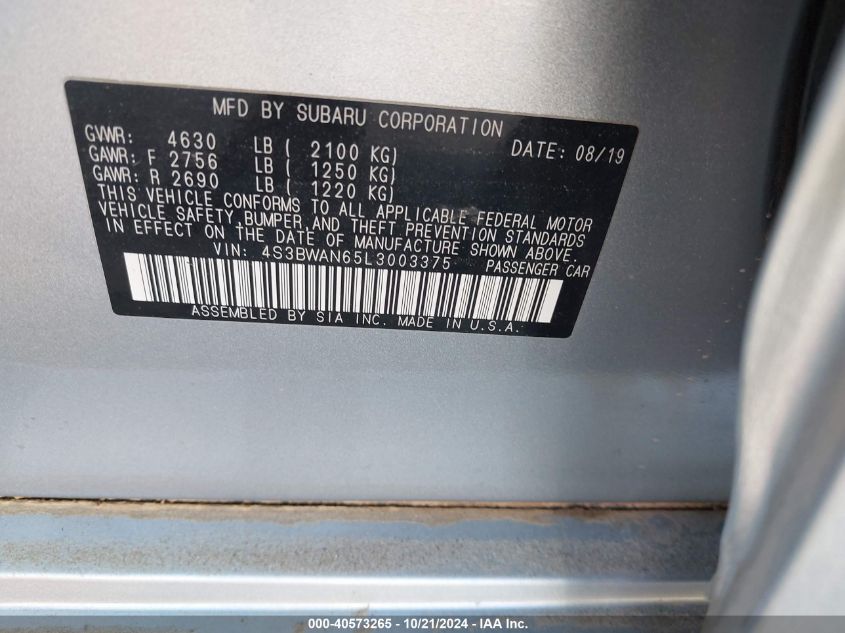 MFD BY SUBARU CORPORATION
GVWR: 4630 LB ( 2100 KG) DATE: 08/19
GAWR: F 2756 LB ( 1250 KG)
GAWR: R 2690 LB ( 1220 KG)
THIS VEHICLE CONFORMS TO ALL APPLICABLE FEDERAL MOTOR
VEHICLE SAFETY, BUMPER, AND THEFT PREVENTION STANDARDS
IN EFFECT ON THE DATE OF MANUFACTURE SHOWN ABOVE.
VIN: 4S3BWAN65L3003375 PASSENGER CAR
ASSEMBLED BY SIA INC. MADE IN U.S.A.
000-40573265 - 10/21/2024 - IAA Inc.